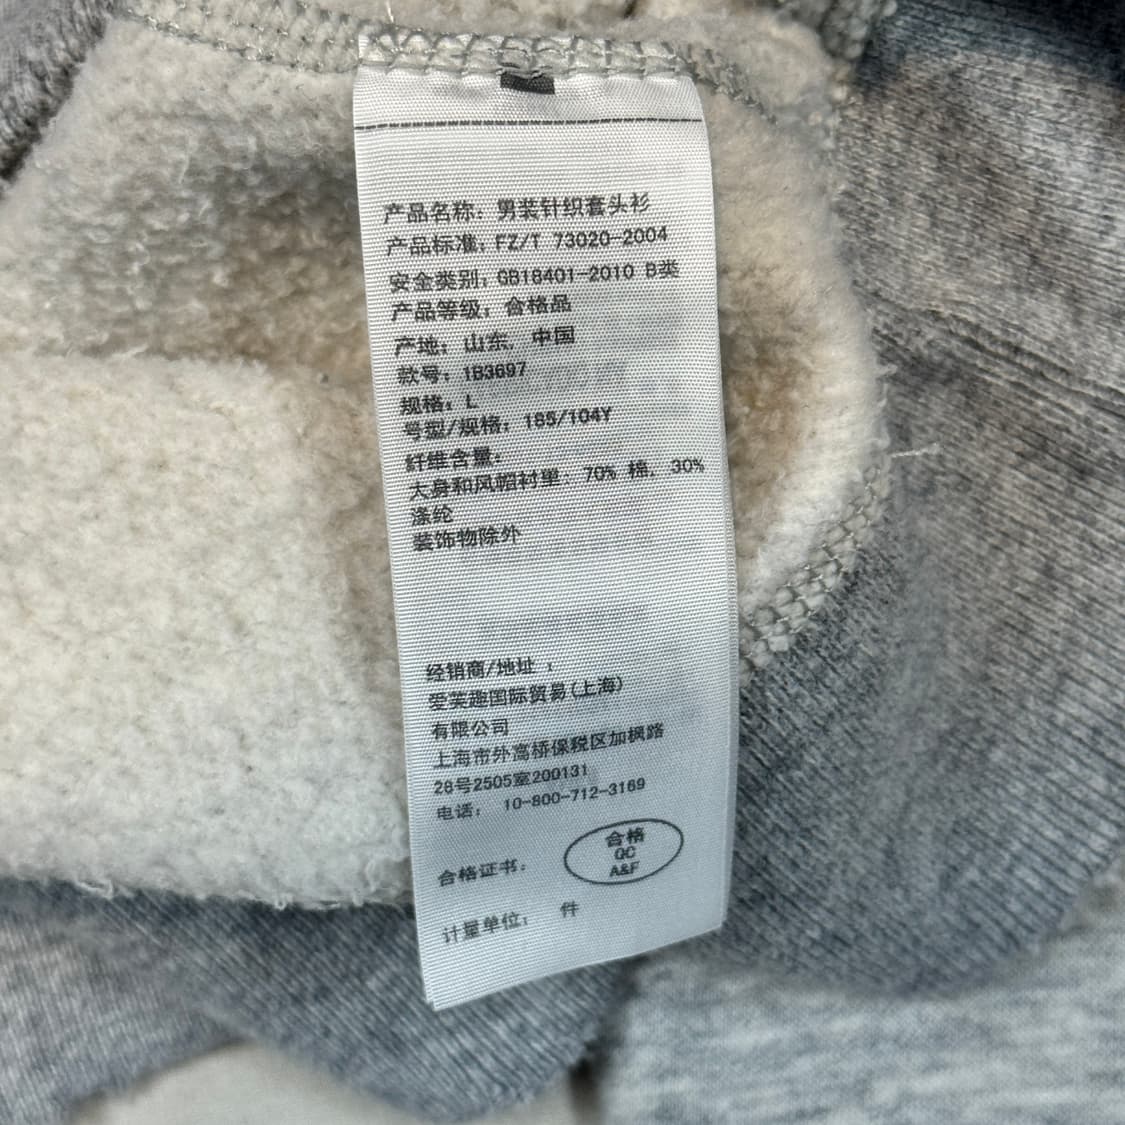 产品名称: 男装针织套头衫
产品标准: FZ/T 73020-2004
安全类别: GB18401-2010 B类
产品等级: 合格品
产地: 山东, 中国
款号: 1B3697
规格: L
号型/规格: 185/104Y
纤维含量:
大身和风帽衬里: 70% 棉, 30%
涤纶
装饰物除外
经销商/地址 :
爱芙趣国际贸易(上海)
有限公司
上海市外高桥保税区加枫路
28号2505室200131
电话: 10-800-712-3169
合格
QC
A&F
合格证书:
计量单位: 件